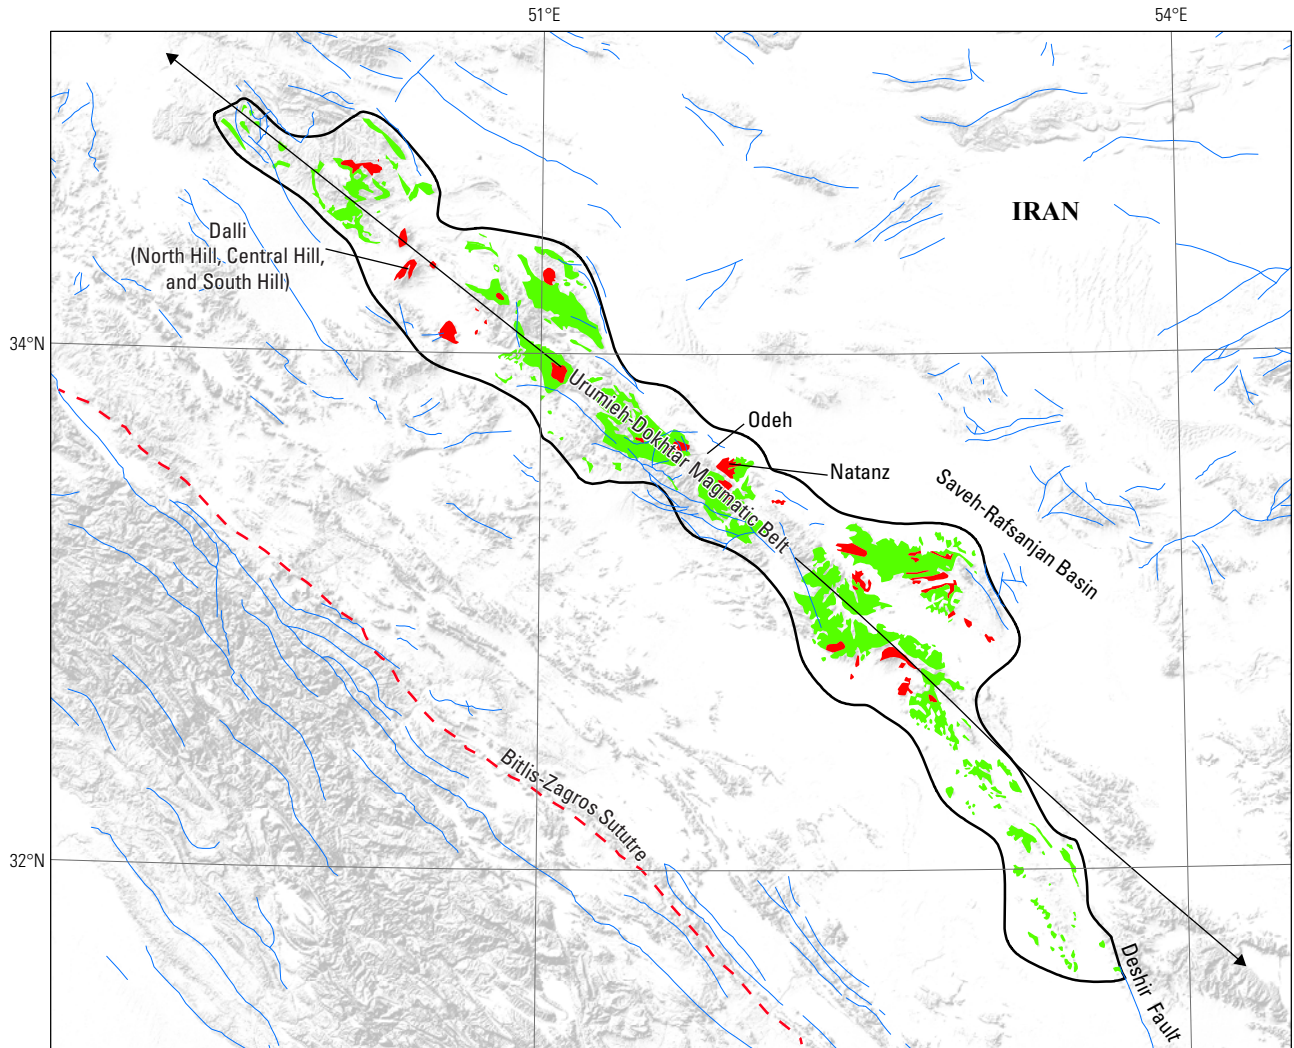 51°E
54°E
IRAN
Dalli
(North Hill, Central Hill,
and South Hill)
34°N
Urumieh-Dokhtar Magmatic Belt
Odeh
Natanz
Saveh-Rafsanjan Basin
Bitlis-Zagros Sututre
32°N
Deshir Fault